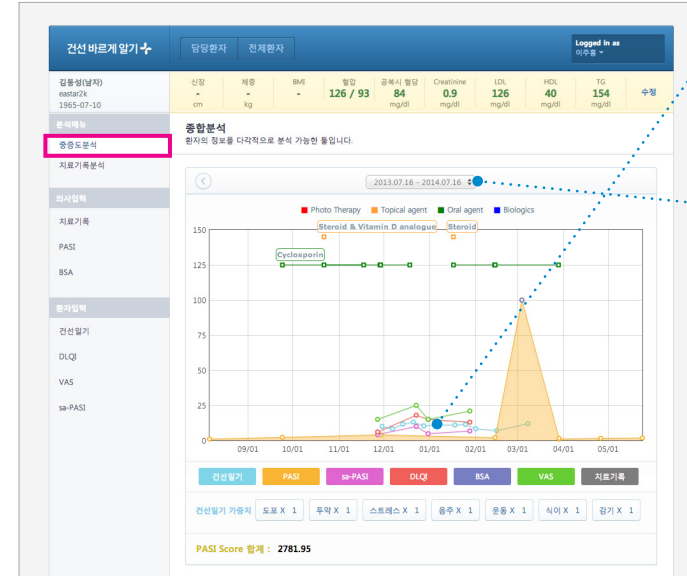 건선 바르게 알기
담당환자 전체환자
Logged in as
이주흥
김동성(남자)
eastar2k
1965-07-10
신장 체중 BMI 혈압 공복시 혈당 Creatinine LDL HDL TG
- - - 126 / 93 84 0.9 126 40 154 수정
cm kg mg/dl mg/dl mg/dl mg/dl mg/dl
분석메뉴
중증도분석
치료기록분석
의사입력
치료기록
PASI
BSA
환자입력
건선일기
DLQI
VAS
sa-PASI
종합분석
환자의 정보를 다각적으로 분석 가능한 툴입니다.
2013.07.16 - 2014.07.16
Photo Therapy Topical agent Oral agent Biologics
Steroid & Vitamin D analogue Steroid
Cyclosporin
150
125
100
75
50
25
0
09/01 10/01 11/01 12/01 01/01 02/01 03/01 04/01 05/01
건선일기 PASI sa-PASI DLQI BSA VAS 치료기록
건선일기 가중치 도포 X 1 투약 X 1 스트레스 X 1 음주 X 1 운동 X 1 식이 X 1 감기 X 1
PASI Score 합계 : 2781.95